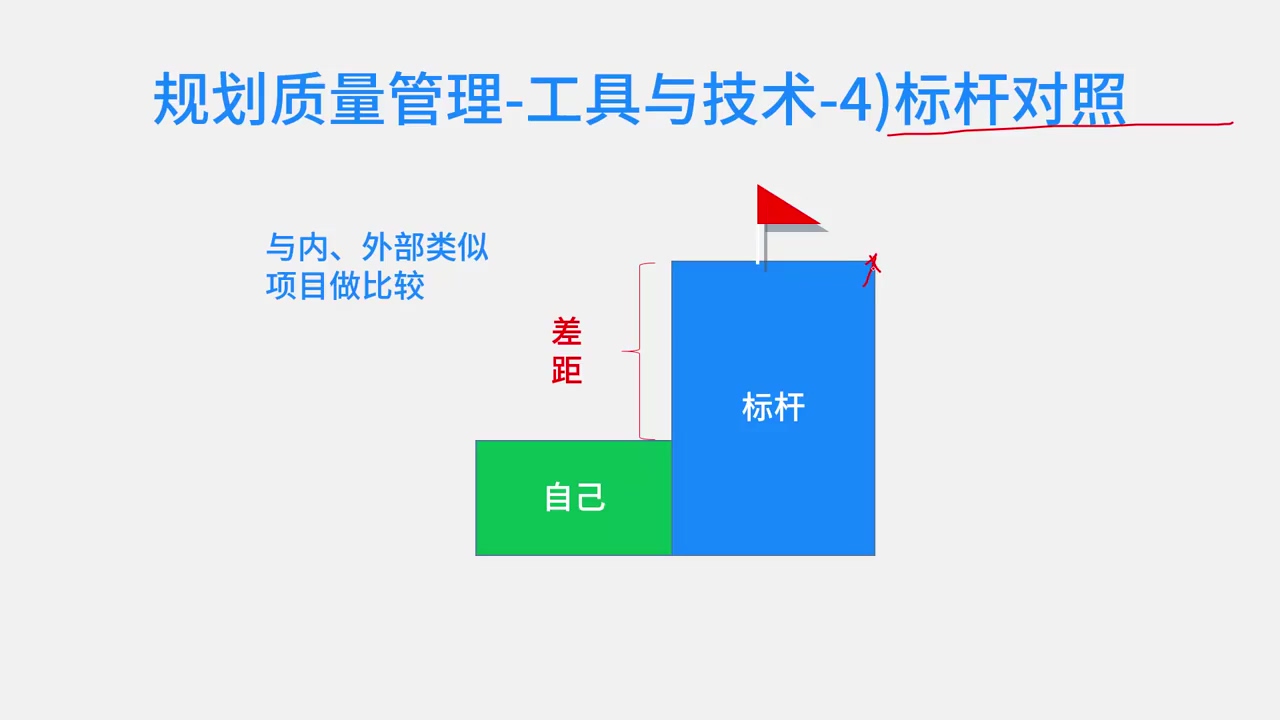 规划质量管理-工具与技术-4)标杆对照
与内、外部类似
项目做比较
差
距
标杆
自己